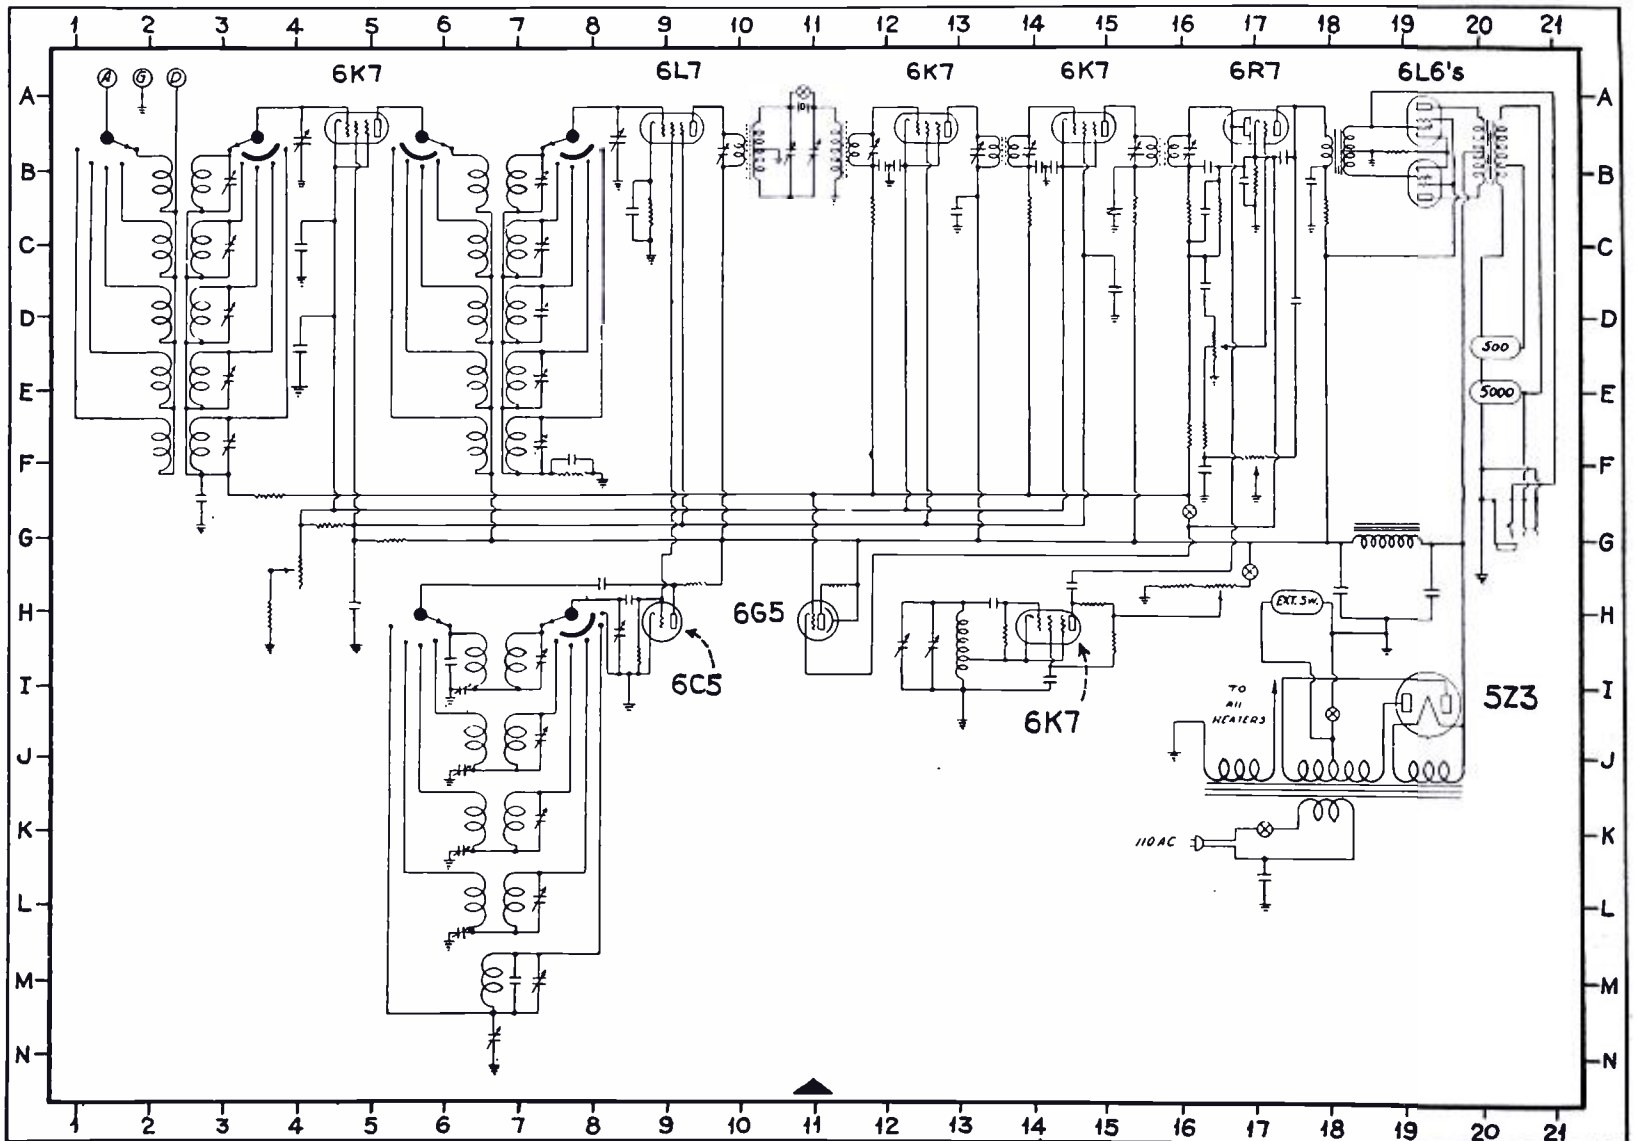 1 2 3 4 5 6 7 8 9 10 11 12 13 14 15 16 17 18 19 20 21
6K7 6L7 6K7 6K7 6R7 6L6's
A G D
A A
B B
C C
D D
500
E 5000 E
F F
G G
H 6G5 EXT. SW. H
6C5
I 6K7 TO 5Z3 I
All
HEATERS
J J
K 110 AC K
L L
M M
N N
1 2 3 4 5 6 7 8 9 10 11 12 13 14 15 16 17 18 19 20 21